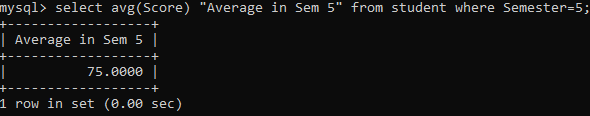 mysql> select avg(Score) "Average in Sem 5" from student where Semester=5;
+------------------+
| Average in Sem 5 |
+------------------+
|          75.0000 |
+------------------+
1 row in set (0.00 sec)